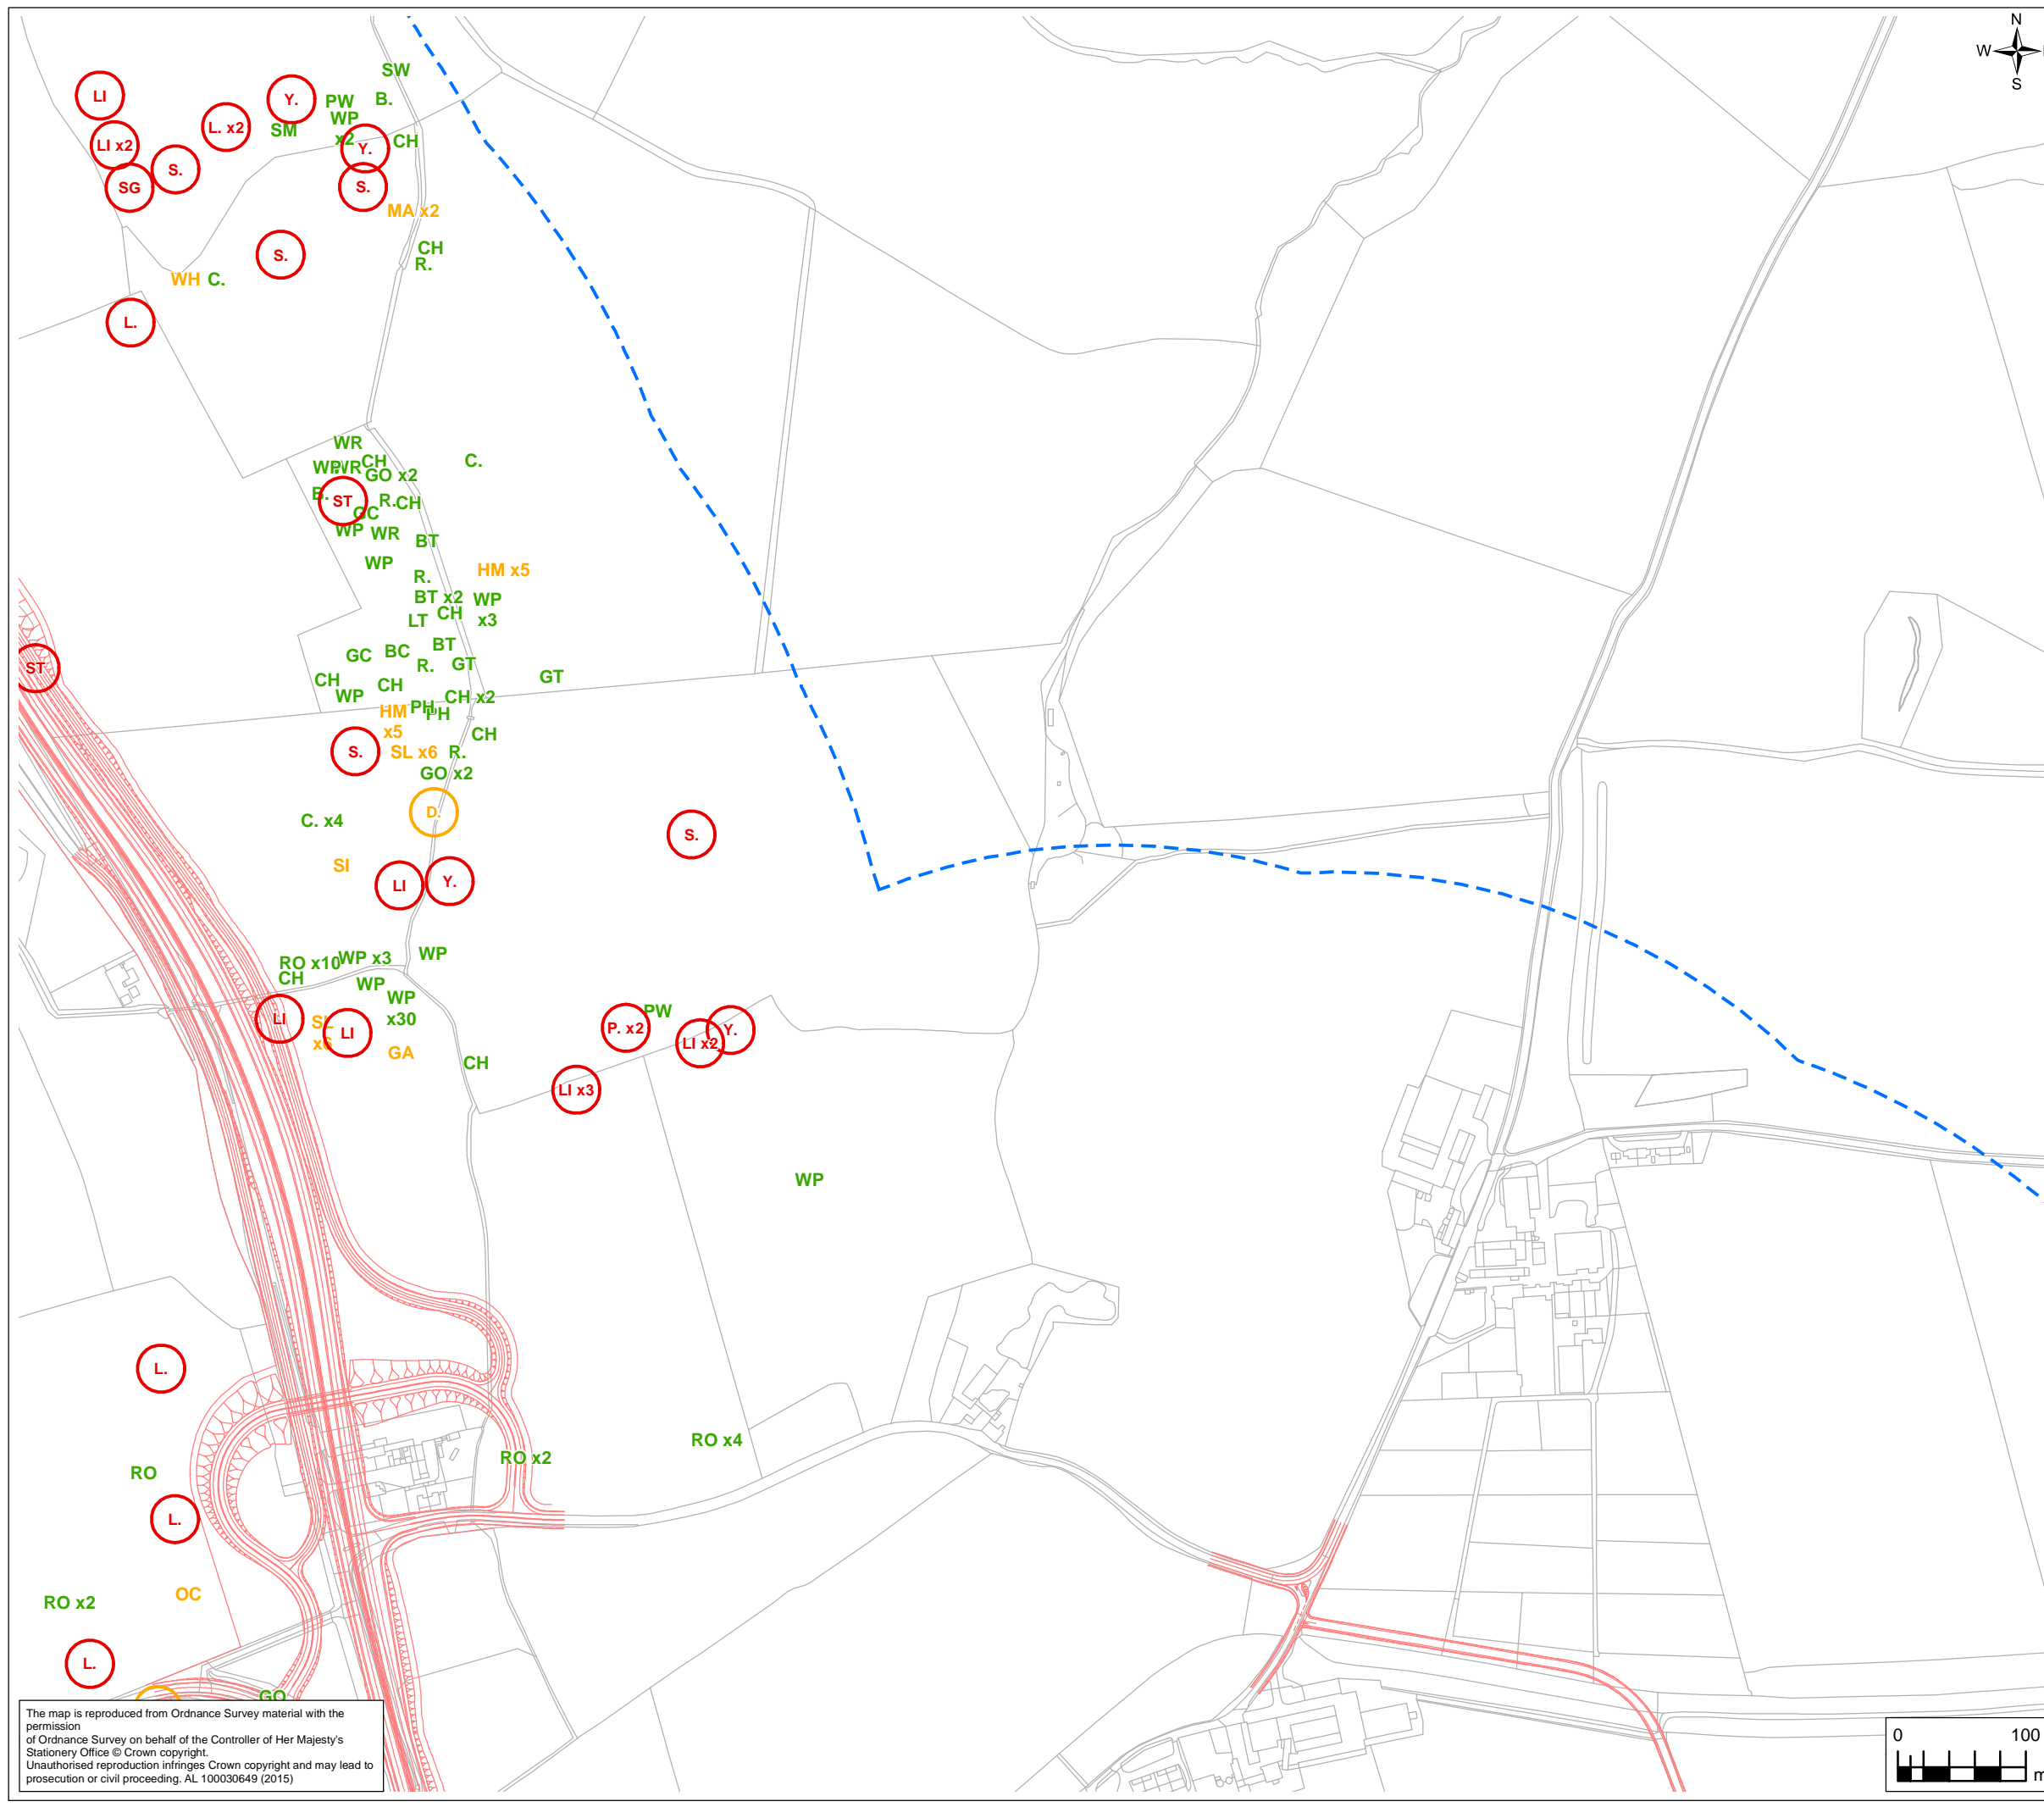 N
W
S
SW
LI
Y.
PW
B.
WP
x2
L. x2
SM
LI x2
Y.
CH
S.
SG
S.
MA x2
CH
S.
R.
WH
C.
L.
WR
C.
CH
WP
WR
GO x2
B.
ST
R.
CH
GC
WP
WR
BT
WP
HM x5
R.
BT x2
WP
x3
CH
LT
BT
BC
GC
R.
GT
ST
GT
CH
CH
WP
CH x2
PH
HM
x5
PH
CH
S.
SL x6
R.
GO x2
D.
C. x4
S.
SI
LI
Y.
WP
WP x3
RO x10
CH
WP
WP
x30
LI
SL
x6
LI
GA
PW
P. x2
Y.
LI x2
CH
LI x3
WP
L.
RO x4
RO x2
RO
L.
OC
RO x2
L.
GO
The map is reproduced from Ordnance Survey material with the
permission
of Ordnance Survey on behalf of the Controller of Her Majesty's
Stationery Office © Crown copyright.
Unauthorised reproduction infringes Crown copyright and may lead to
prosecution or civil proceeding. AL 100030649 (2015)
0 100
m